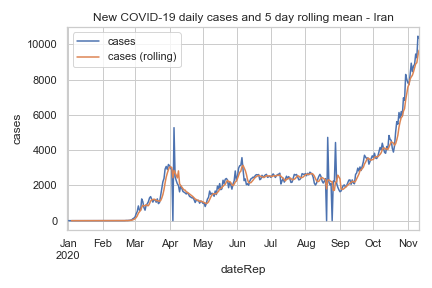 New COVID-19 daily cases and 5 day rolling mean - Iran
cases
cases (rolling)
10000
8000
6000
4000
2000
0
cases
Jan Feb Mar Apr May Jun Jul Aug Sep Oct Nov
2020
dateRep